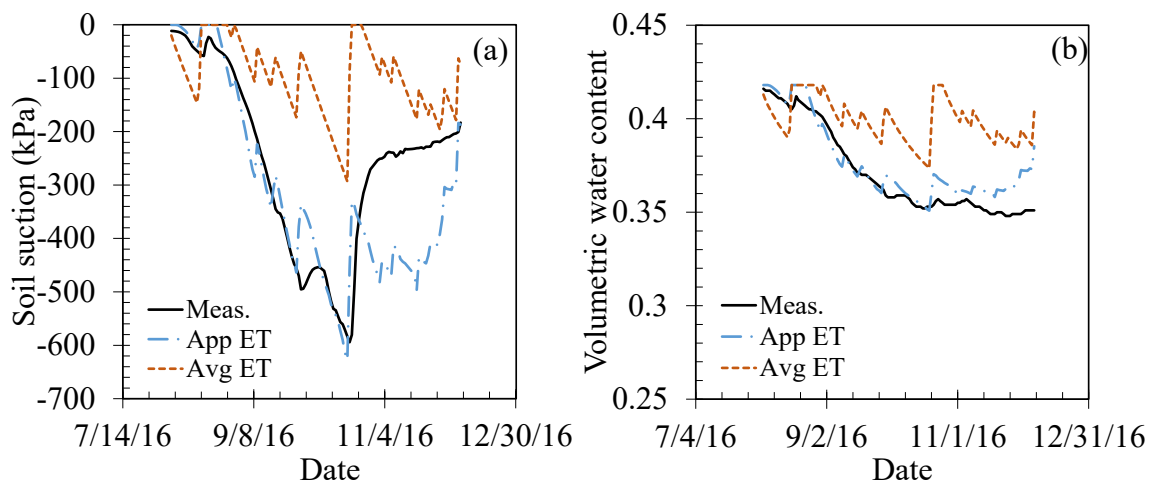 (a)
Soil suction (kPa)
0
-100
-200
-300
-400
-500
-600
-700
Meas.
App ET
Avg ET
7/14/16 9/8/16 11/4/16 12/30/16
Date
(b)
Volumetric water content
0.45
0.4
0.35
0.3
0.25
Meas.
App ET
Avg ET
7/4/16 9/2/16 11/1/16 12/31/16
Date